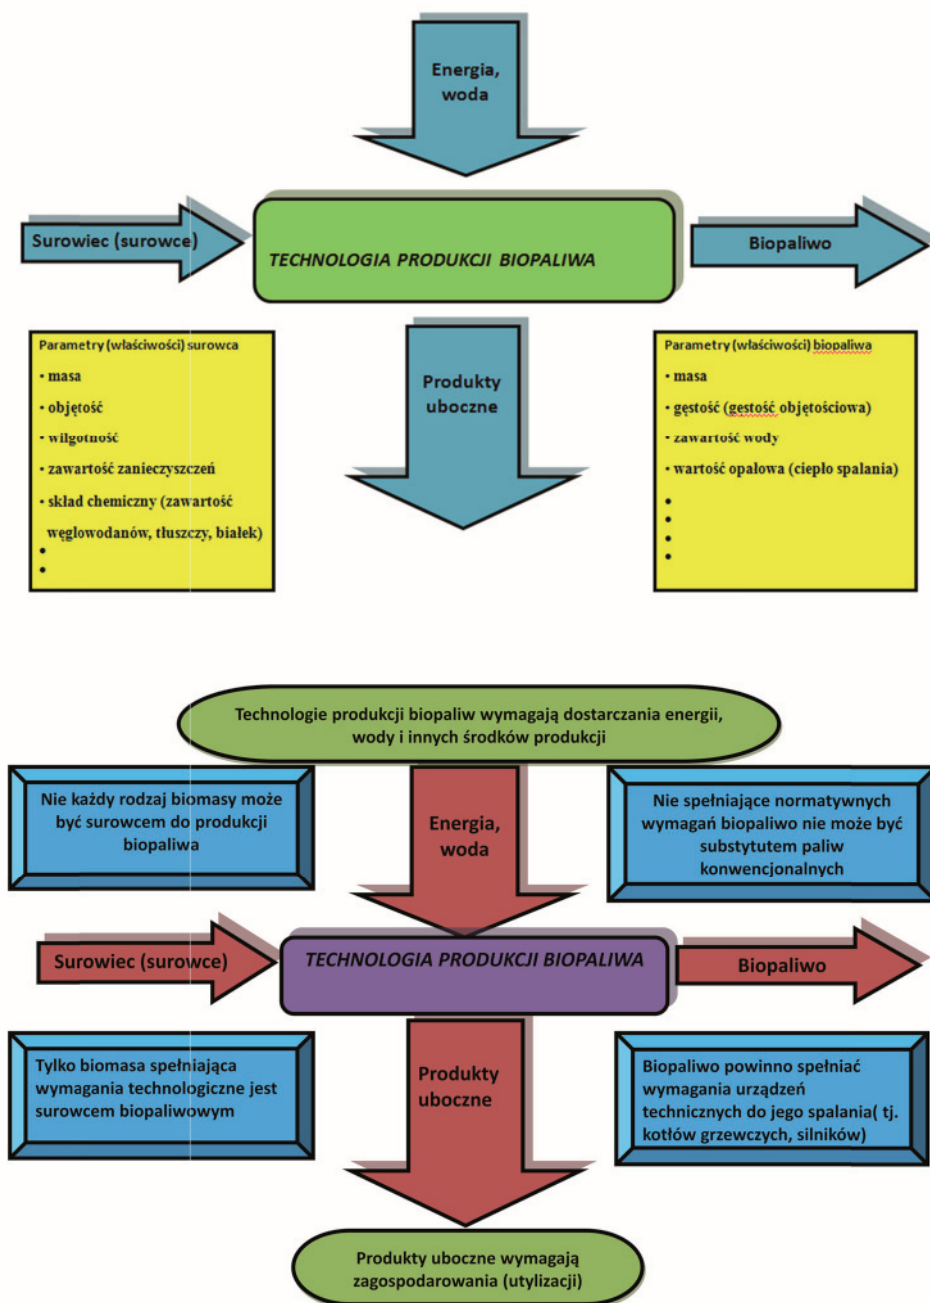 Energia,
woda
Surowiec (surowce)
TECHNOLOGIA PRODUKCJI BIOPALIWA
Biopaliwo
Parametry (właściwości) surowca
• masa
• objętość
• wilgotność
• zawartość zanieczyszczeń
• skład chemiczny (zawartość
węglowodanów, tłuszczy, białek)
•
•
Produkty
uboczne
Parametry (właściwości) biopaliwa
• masa
• gęstość (gęstość objętościowa)
• zawartość wody
• wartość opałowa (ciepło spalania)
•
•
•
•
Technologie produkcji biopaliw wymagają dostarczania energii,
wody i innych środków produkcji
Nie każdy rodzaj biomasy może
być surowcem do produkcji
biopaliwa
Energia,
woda
Nie spełniające normatywnych
wymagań biopaliwo nie może być
substytutem paliw
konwencjonalnych
Surowiec (surowce)
TECHNOLOGIA PRODUKCJI BIOPALIWA
Biopaliwo
Tylko biomasa spełniająca
wymagania technologiczne jest
surowcem biopaliwowym
Produkty
uboczne
Biopaliwo powinno spełniać
wymagania urządzeń
technicznych do jego spalania( tj.
kotłów grzewczych, silników)
Produkty uboczne wymagają
zagospodarowania (utylizacji)